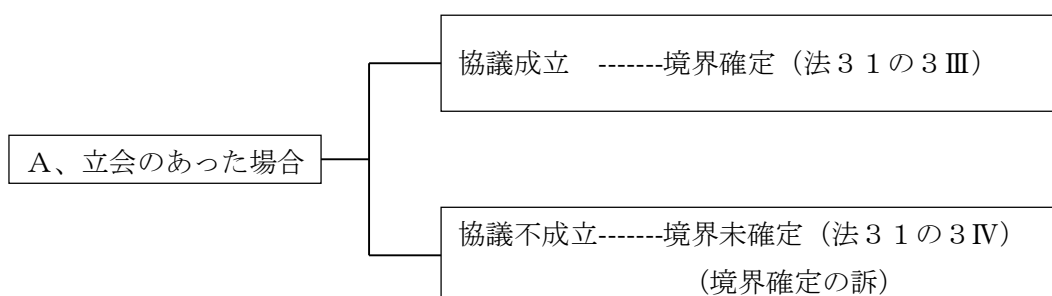 協議成立　-------境界確定（法３１の３Ⅲ）
Ａ、立会のあった場合
協議不成立-------境界未確定（法３１の３Ⅳ）
（境界確定の訴）